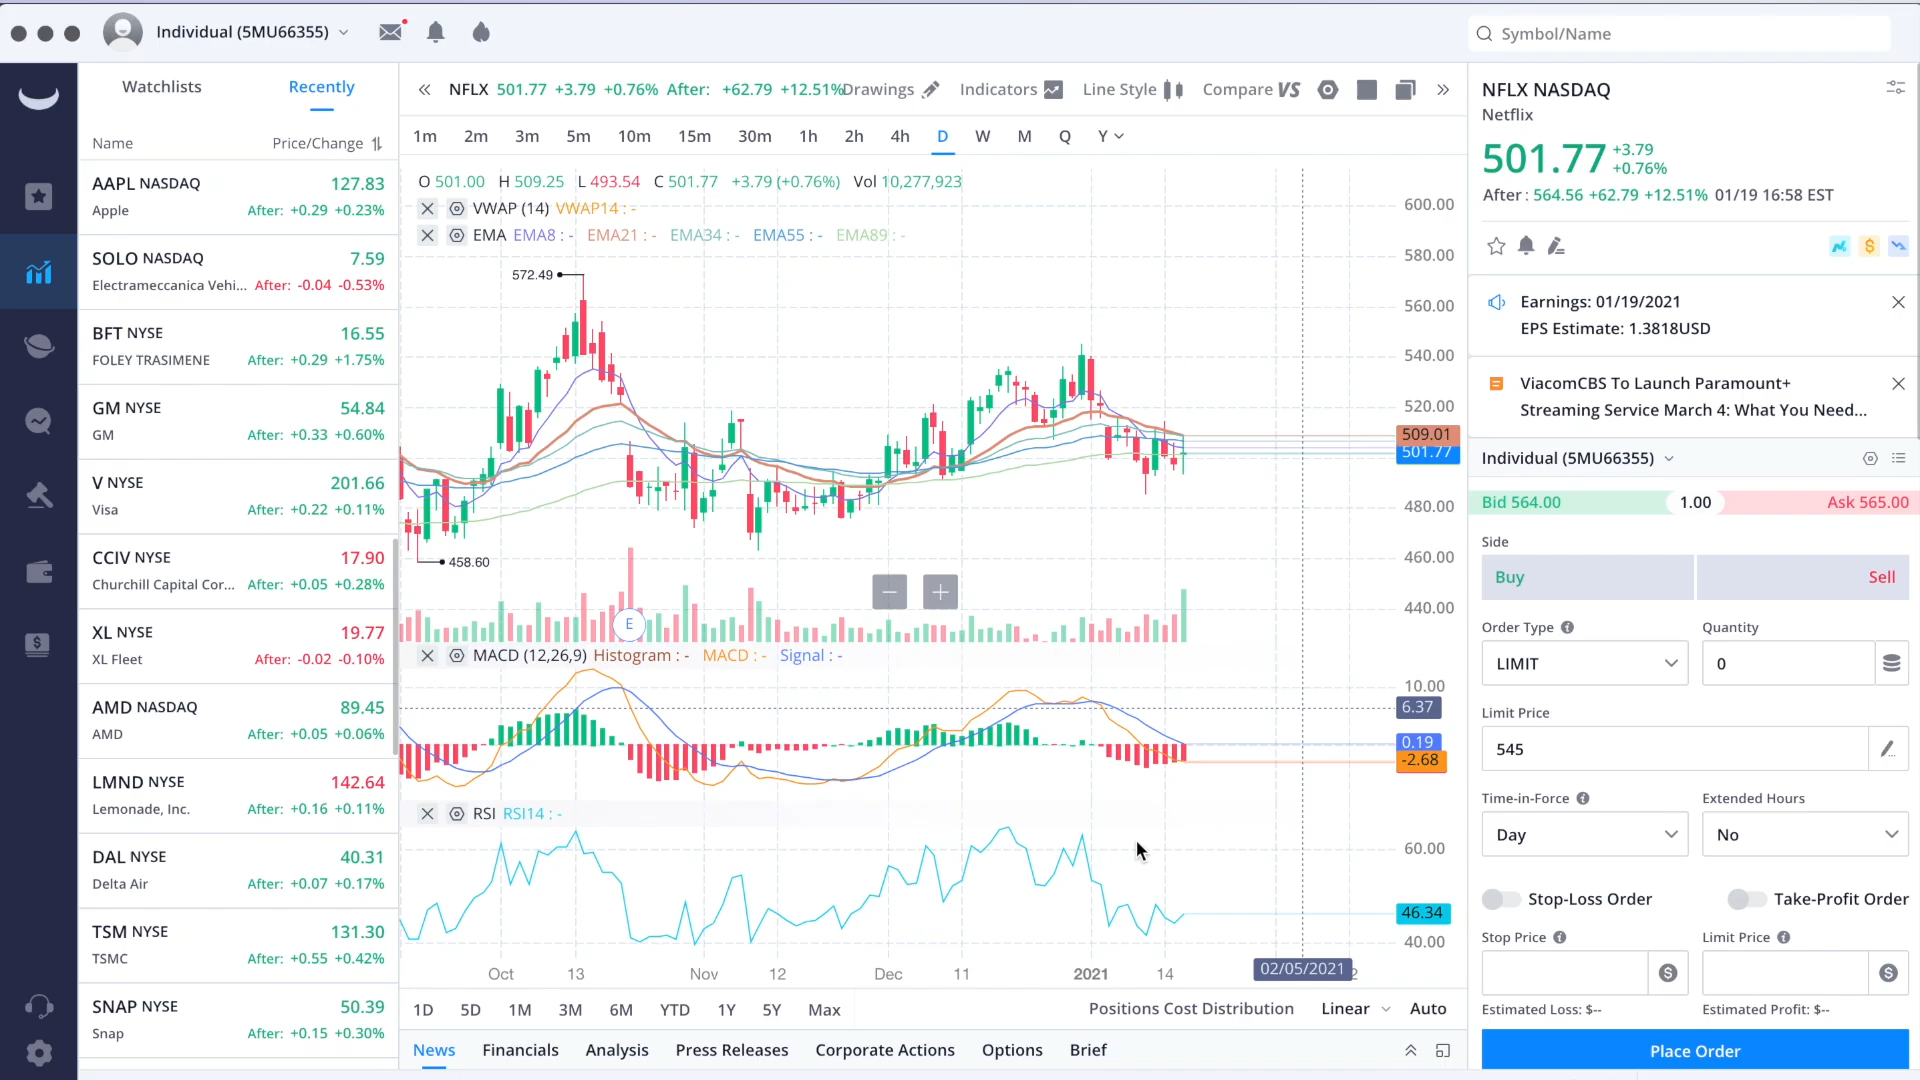 Individual (5MU66355)
Symbol/Name
Watchlists Recently
Name Price/Change
AAPL NASDAQ 127.83
Apple After: +0.29 +0.23%
SOLO NASDAQ 7.59
Electrameccanica Vehi... After: -0.04 -0.53%
BFT NYSE 16.55
FOLEY TRASIMENE After: +0.29 +1.75%
GM NYSE 54.84
GM After: +0.33 +0.60%
V NYSE 201.66
Visa After: +0.22 +0.11%
CCIV NYSE 17.90
Churchill Capital Cor... After: +0.05 +0.28%
XL NYSE 19.77
XL Fleet After: -0.02 -0.10%
AMD NASDAQ 89.45
AMD After: +0.05 +0.06%
LMND NYSE 142.64
Lemonade, Inc. After: +0.16 +0.11%
DAL NYSE 40.31
Delta Air After: +0.07 +0.17%
TSM NYSE 131.30
TSMC After: +0.55 +0.42%
SNAP NYSE 50.39
Snap After: +0.15 +0.30%
NFLX 501.77 +3.79 +0.76% After: +62.79 +12.51% Drawings Indicators Line Style Compare VS
1m 2m 3m 5m 10m 15m 30m 1h 2h 4h D W M Q Y
O 501.00 H 509.25 L 493.54 C 501.77 +3.79 (+0.76%) Vol 10,277,923
VWAP (14) VWAP14 : -
EMA EMA8 : - EMA21 : - EMA34 : - EMA55 : - EMA89 : -
600.00
580.00
572.49
560.00
540.00
520.00
509.01
501.77
480.00
460.00
458.60
440.00
E
MACD (12,26,9) Histogram : - MACD : - Signal : -
10.00
6.37
0.19
-2.68
RSI RSI14 : -
60.00
46.34
40.00
Oct 13 Nov 12 Dec 11 2021 14 02/05/2021 2
1D 5D 1M 3M 6M YTD 1Y 5Y Max Positions Cost Distribution Linear Auto
News Financials Analysis Press Releases Corporate Actions Options Brief
NFLX NASDAQ
Netflix
501.77 +3.79
+0.76%
After : 564.56 +62.79 +12.51% 01/19 16:58 EST
Earnings: 01/19/2021
EPS Estimate: 1.3818USD
ViacomCBS To Launch Paramount+
Streaming Service March 4: What You Need...
Individual (5MU66355)
Bid 564.00 1.00 Ask 565.00
Side
Buy Sell
Order Type Quantity
LIMIT 0
Limit Price
545
Time-in-Force Extended Hours
Day No
Stop-Loss Order Take-Profit Order
Stop Price Limit Price
Estimated Loss: $-- Estimated Profit: $--
Place Order